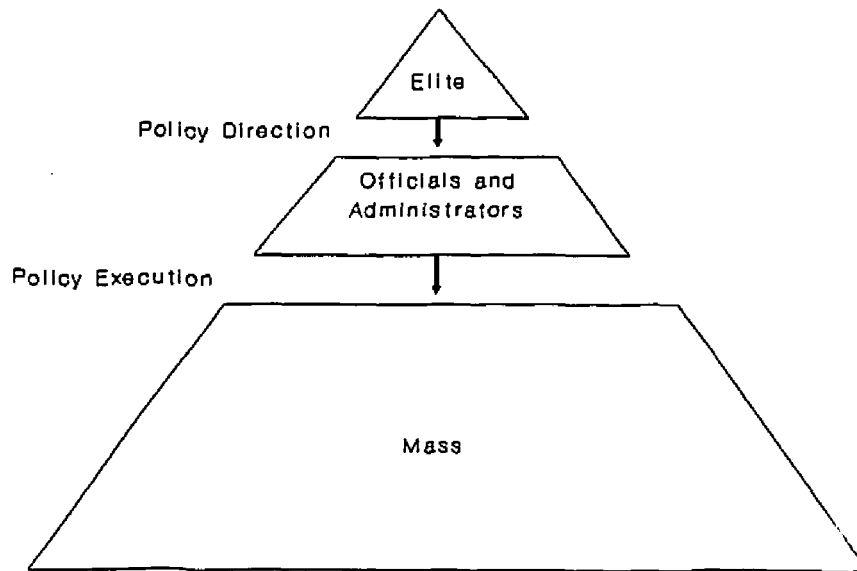 Elite
Policy Direction
Officials and
Administrators
Policy Execution
Mass